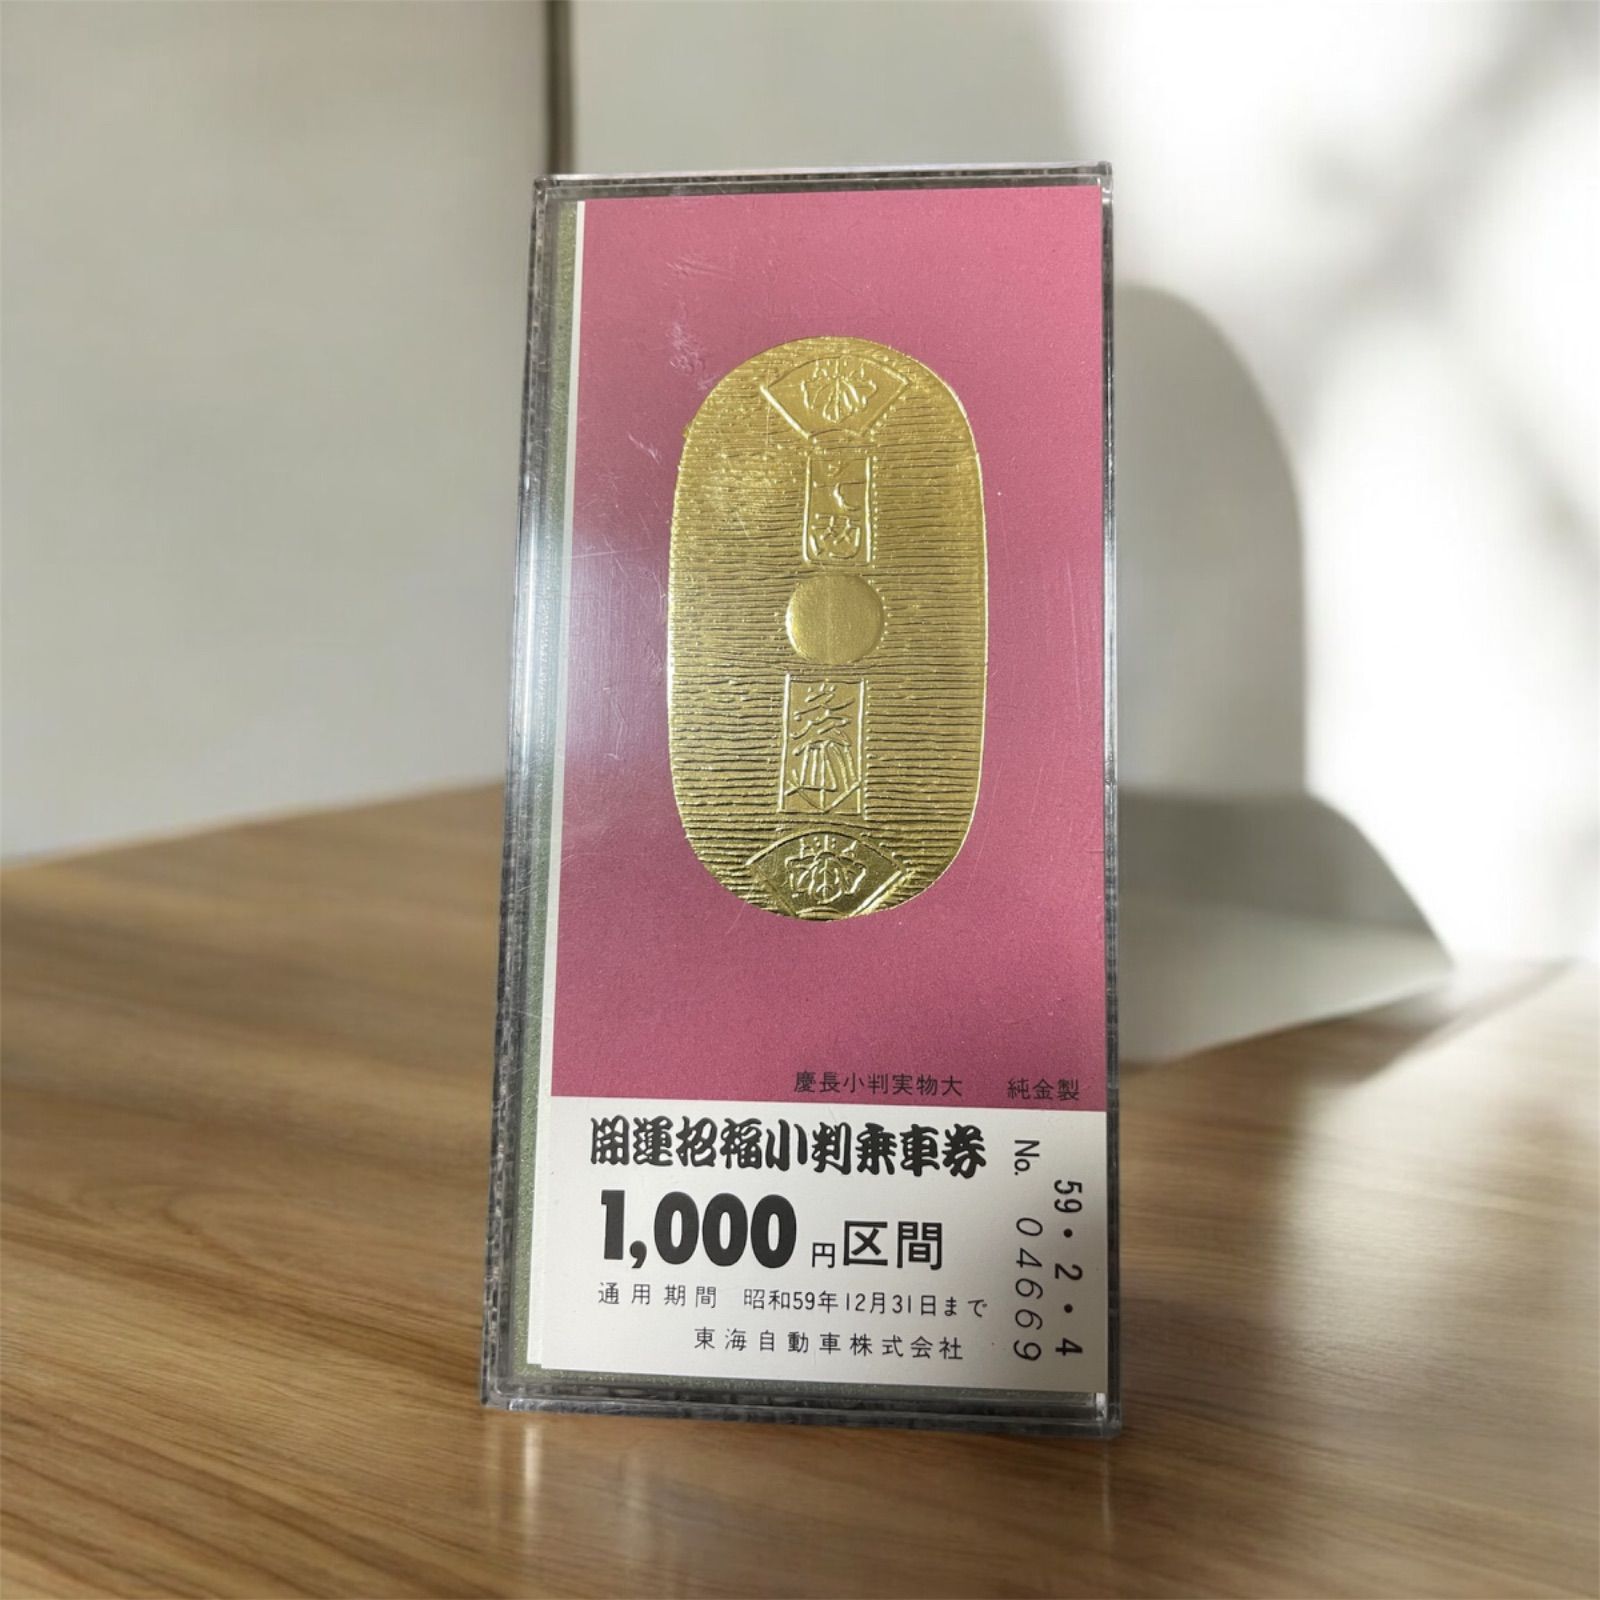 1984
慶長小判実物大 純金製
開運招福小判乗車券
1,000円区間
通用期間 昭和59年12月31日まで
東海自動車株式会社
No. 04669
59・2・4